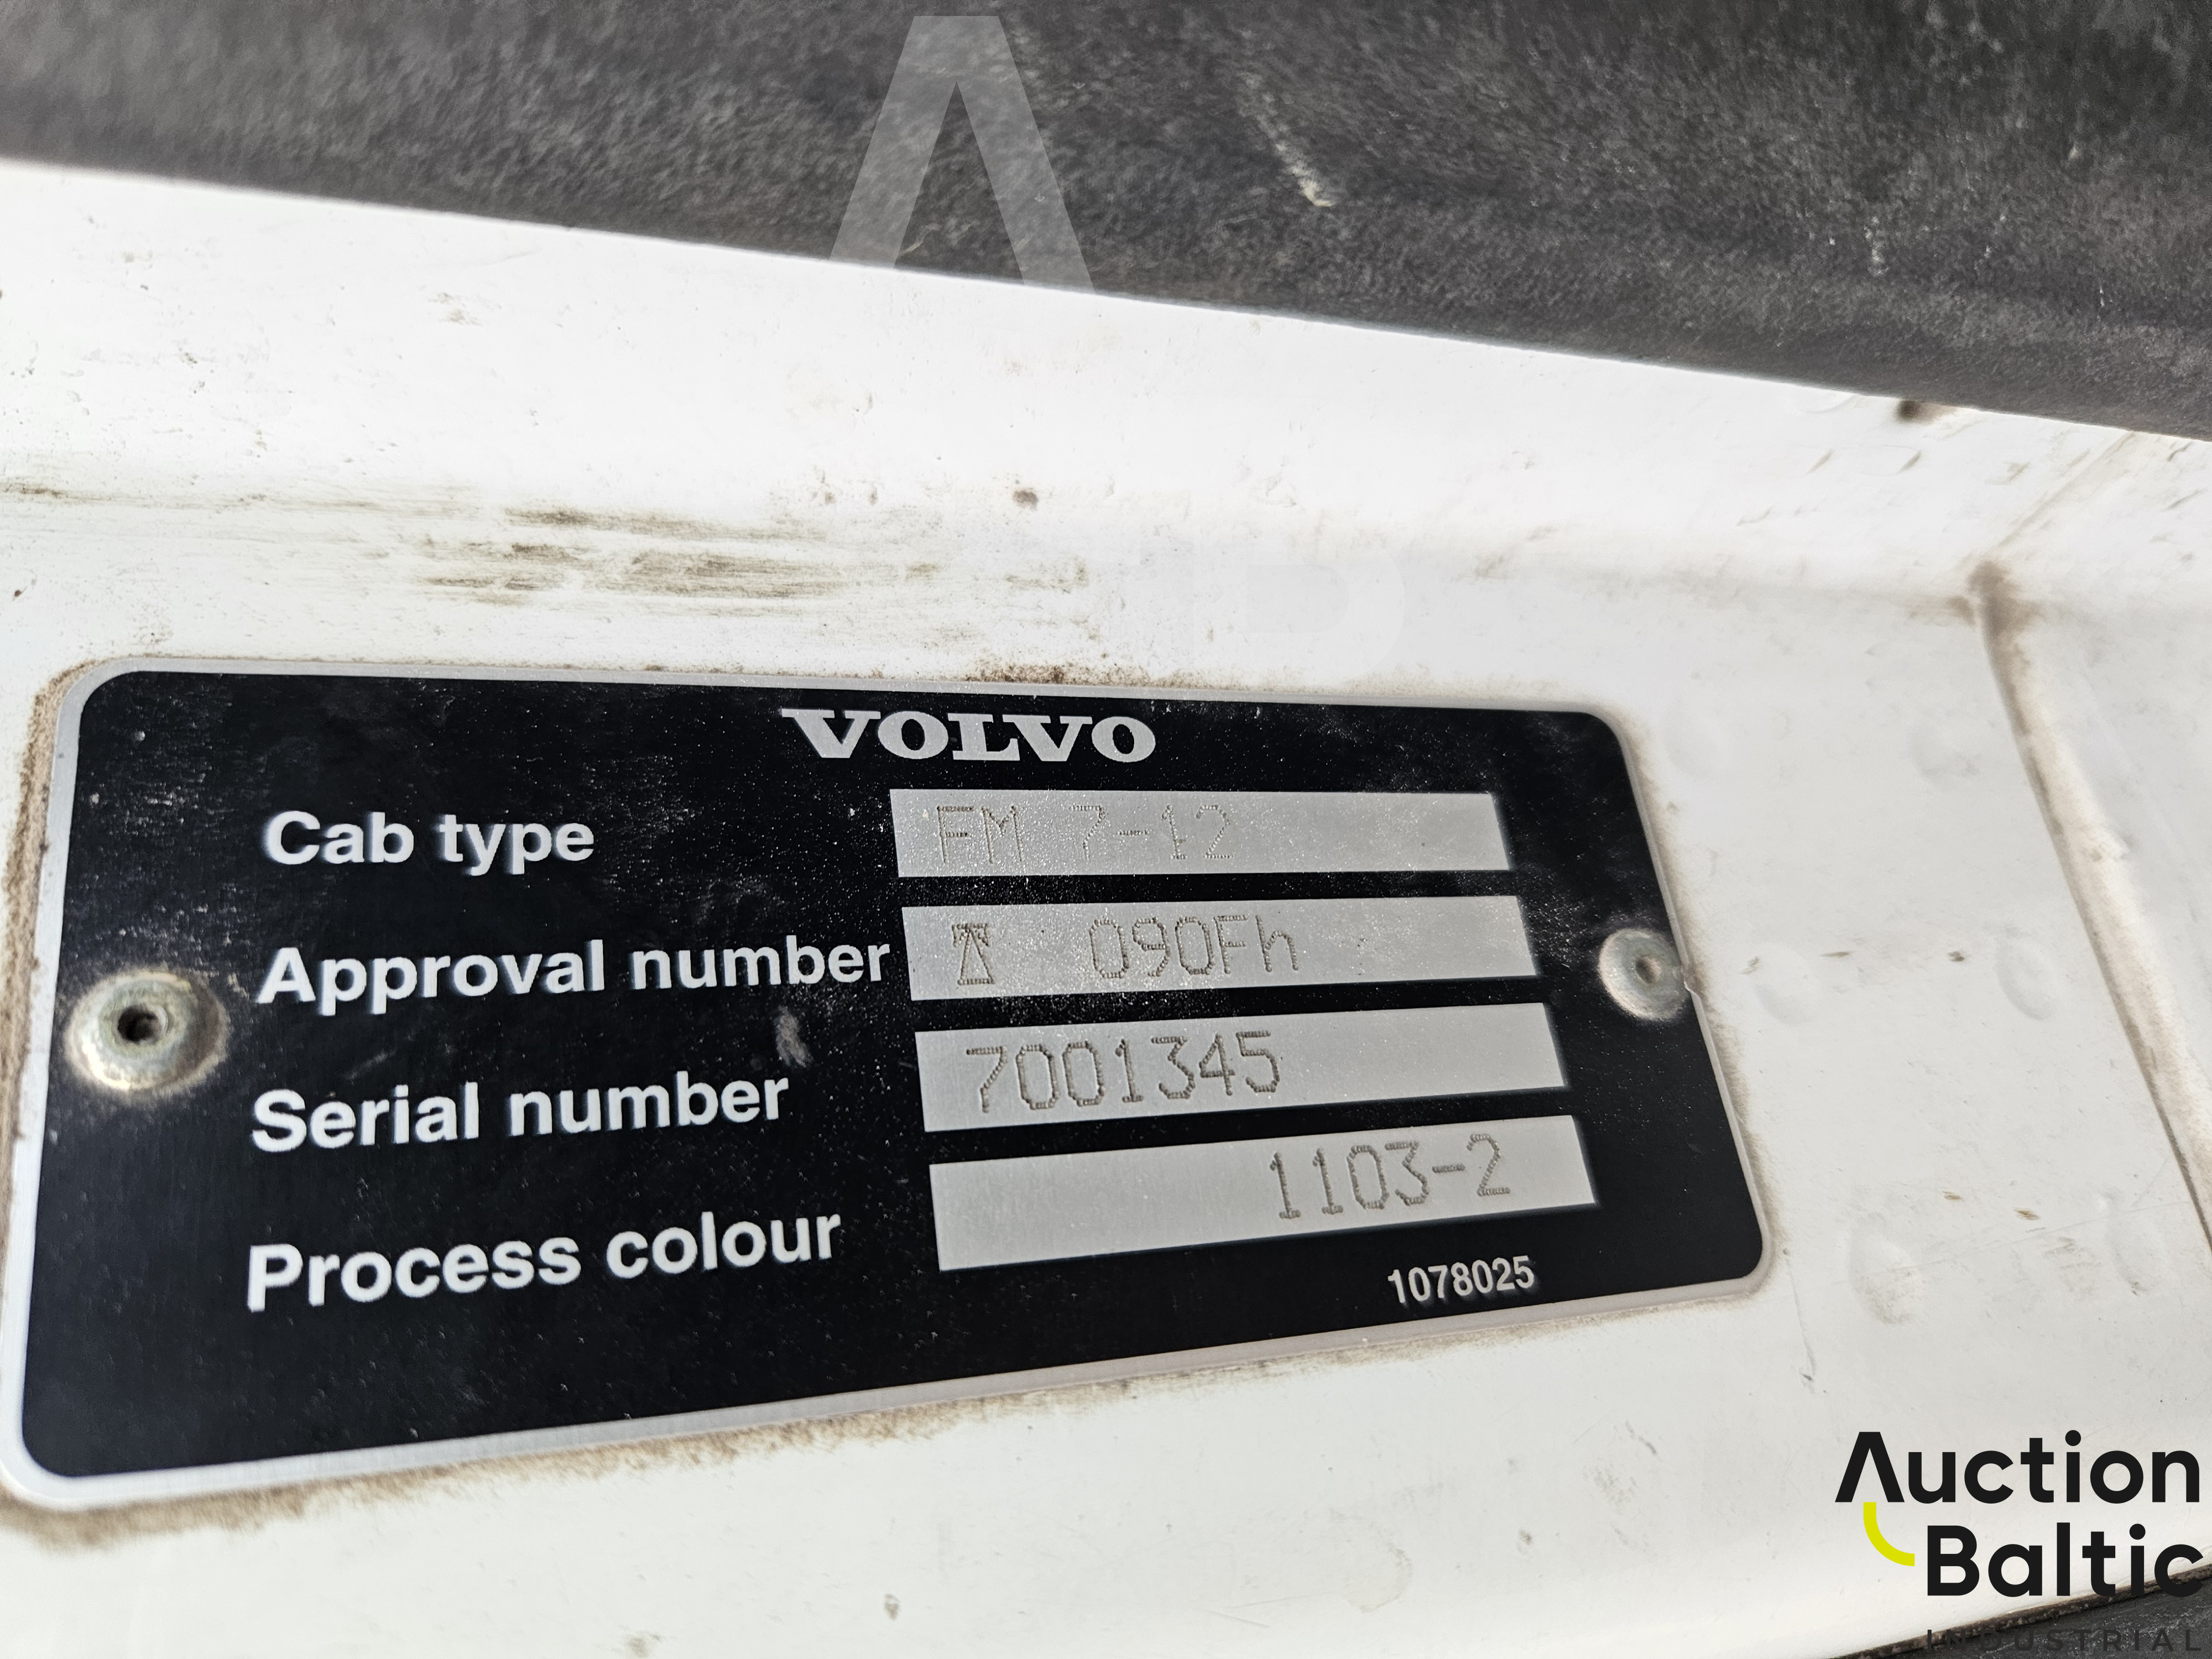 VOLVO
Cab type FM 7-12
Approval number 090Fh
Serial number 7001345
Process colour 1103-2
1078025
Auction
Baltic
INDUSTRIAL